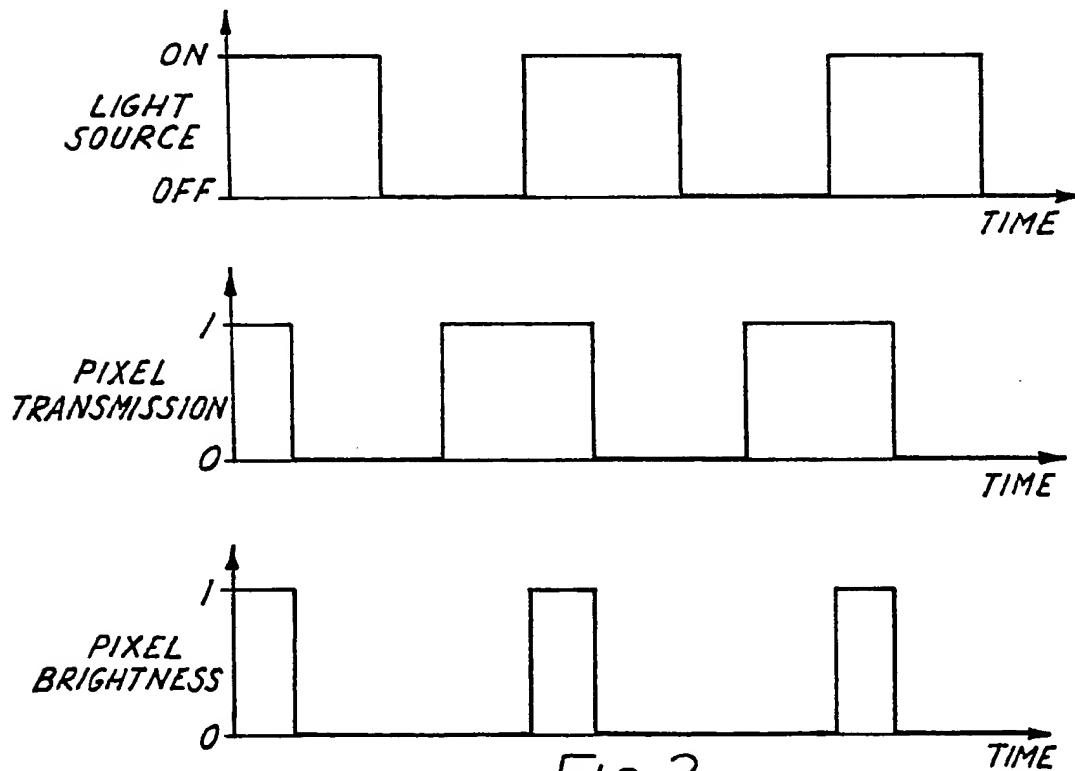 ON
LIGHT
SOURCE
OFF
TIME
1
PIXEL
TRANSMISSION
0
TIME
1
PIXEL
BRIGHTNESS
0
TIME